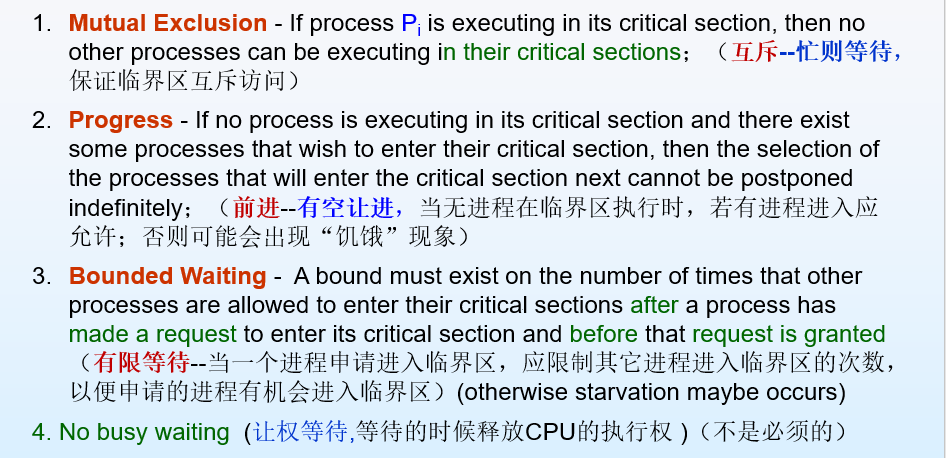 1. Mutual Exclusion - If process Pi is executing in its critical section, then no
other processes can be executing in their critical sections；（互斥--忙则等待，
保证临界区互斥访问）
2. Progress - If no process is executing in its critical section and there exist
some processes that wish to enter their critical section, then the selection of
the processes that will enter the critical section next cannot be postponed
indefinitely；（前进--有空让进，当无进程在临界区执行时，若有进程进入应
允许；否则可能会出现“饥饿”现象）
3. Bounded Waiting - A bound must exist on the number of times that other
processes are allowed to enter their critical sections after a process has
made a request to enter its critical section and before that request is granted
（有限等待--当一个进程申请进入临界区，应限制其它进程进入临界区的次数，
以便申请的进程有机会进入临界区）(otherwise starvation maybe occurs)
4. No busy waiting (让权等待,等待的时候释放CPU的执行权 )（不是必须的）